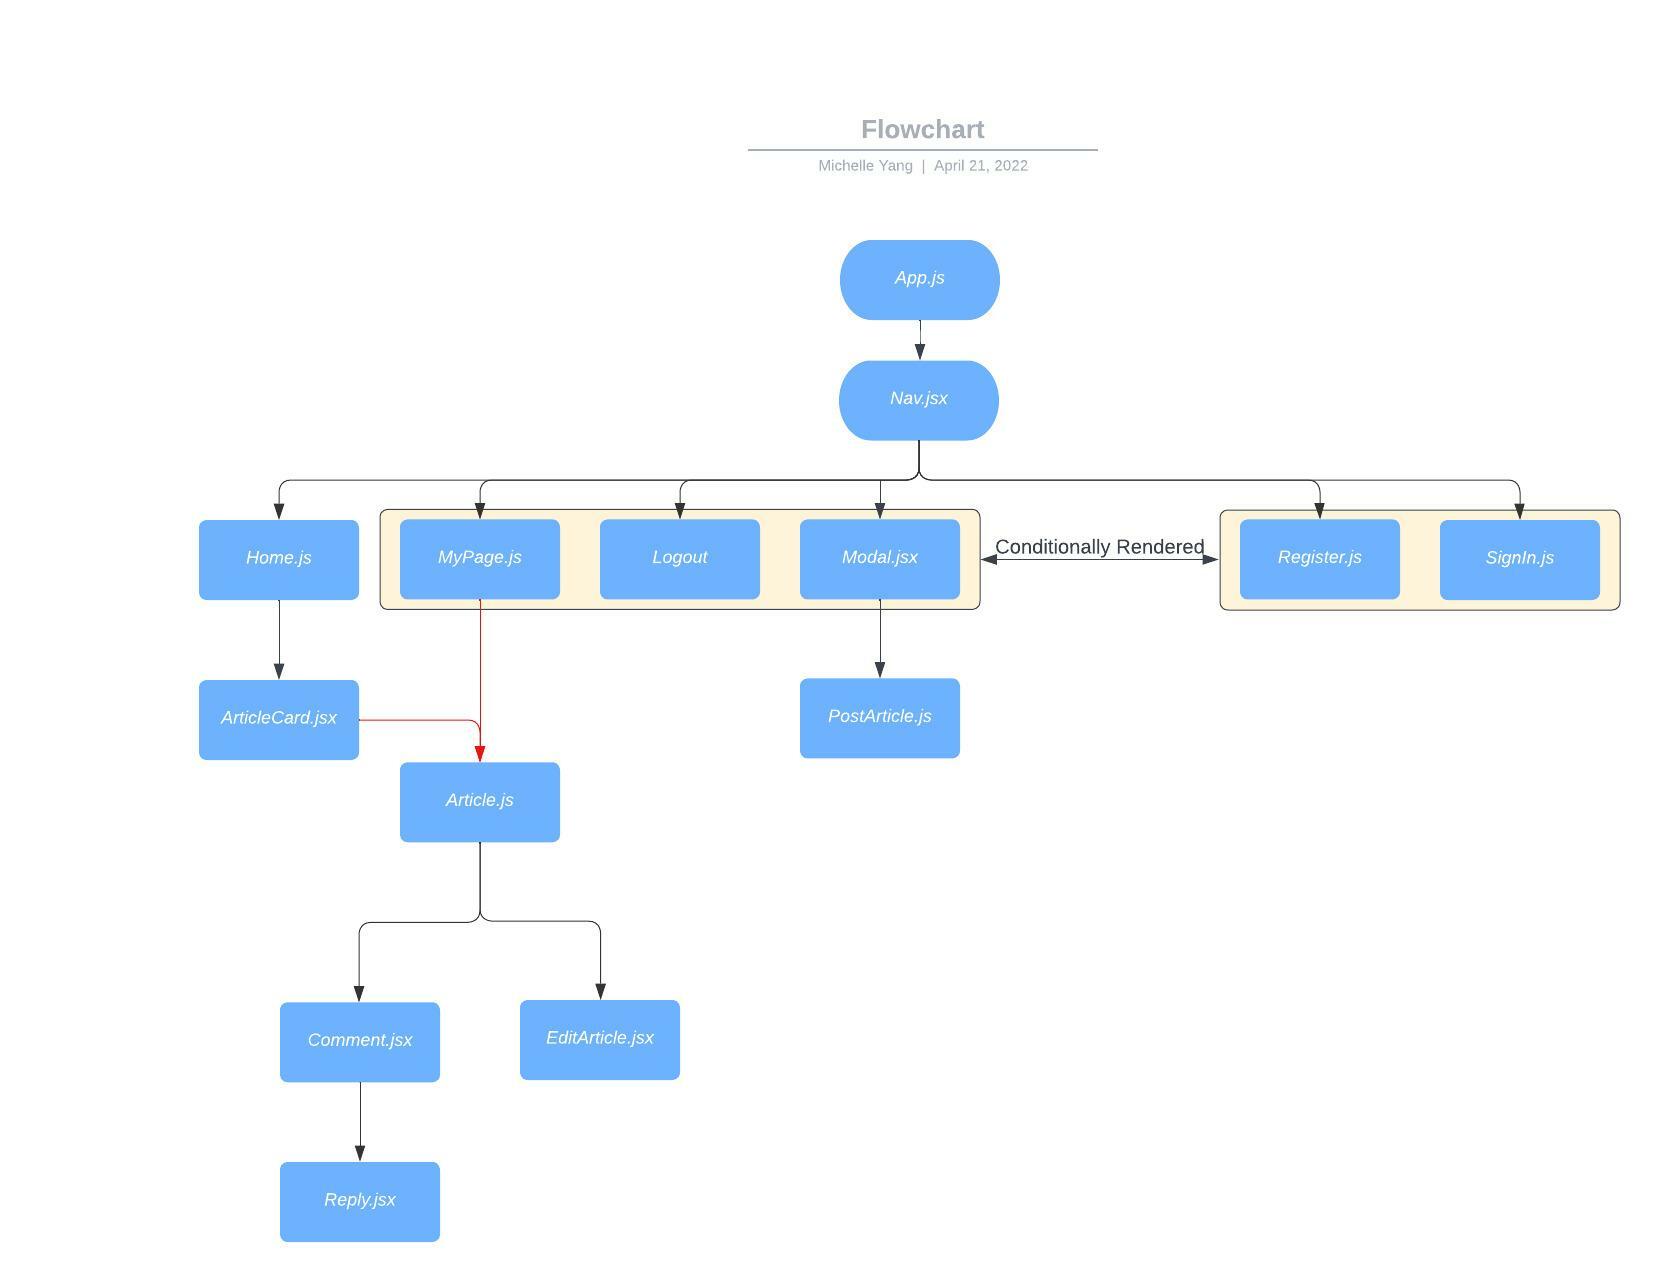 Flowchart
Michelle Yang | April 21, 2022
App.js
Nav.jsx
Home.js
MyPage.js
Logout
Modal.jsx
Conditionally Rendered
Register.js
SignIn.js
ArticleCard.jsx
PostArticle.js
Article.js
Comment.jsx
EditArticle.jsx
Reply.jsx